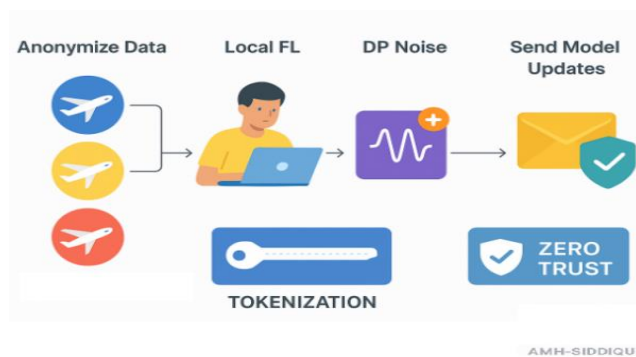 Anonymize Data
Local FL
DP Noise
Send Model
Updates
TOKENIZATION
ZERO
TRUST
AMH-SIDDIQU